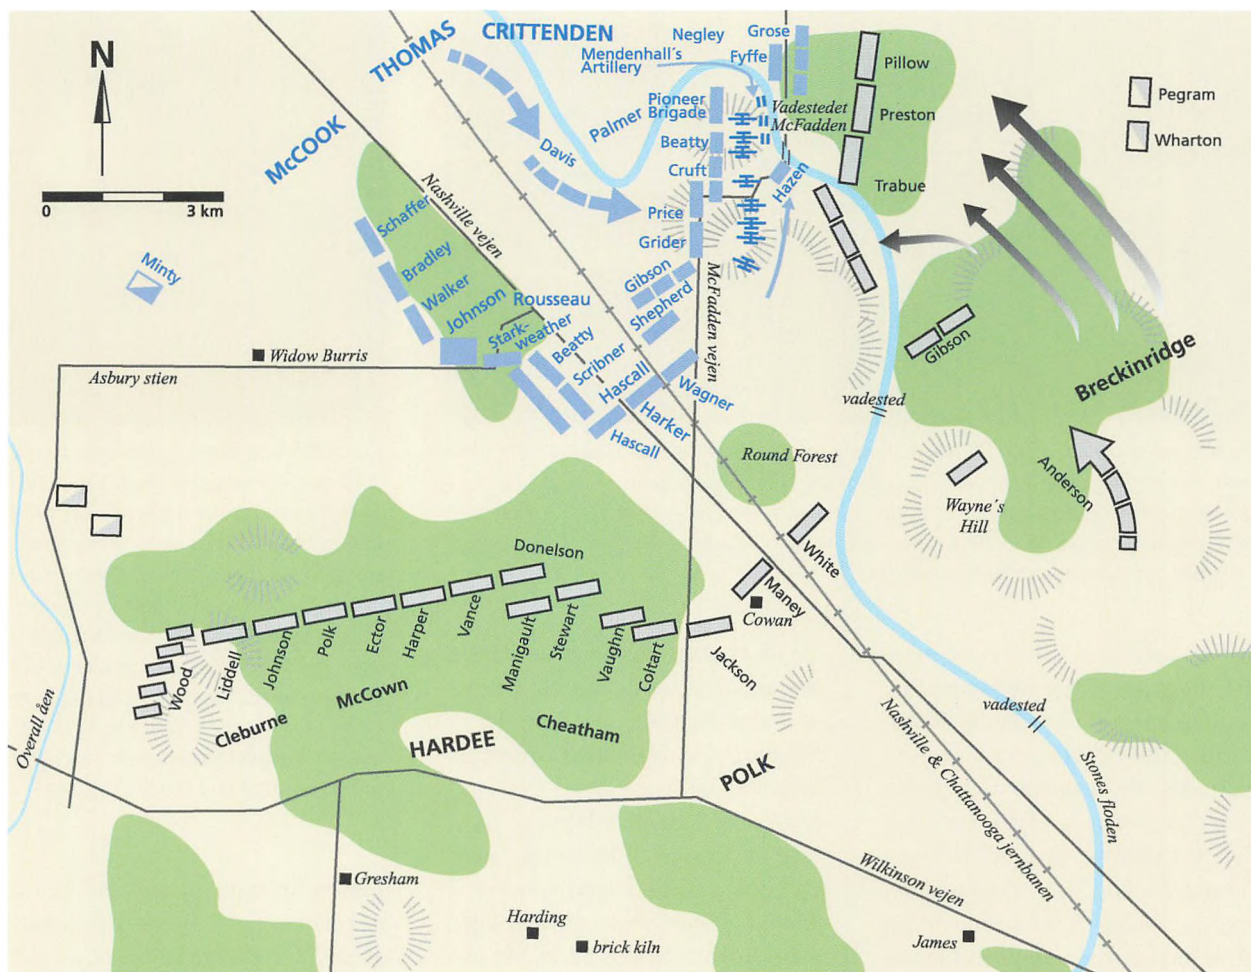 N
0 3 km
THOMAS
CRITTENDEN
McCOOK
Negley
Grose
Fyffe
Mendenhall's
Artillery
Palmer
Pioneer
Brigade
Vadestedet
McFadden
Beatty
Cruft
Hazen
Price
Grider
Davis
Pillow
Preston
Trabue
Pegram
Wharton
Schaffer
Nashville vejen
Bradley
Walker
Johnson
Rousseau
Stark-
weather
Beatty
Scribner
Gibson
Shepherd
McFadden vejen
Hascall
Wagner
Harker
Hascall
Minty
Widow Burris
Asbury stien
Gibson
Breckinridge
vadested
Round Forest
Anderson
Wayne's
Hill
White
Maney
Cowan
Donelson
Vance
Harper
Ector
Polk
Johnson
Liddell
Wood
Manigault
Stewart
Vaughn
Coltart
Jackson
Cleburne
McCown
Cheatham
HARDEE
POLK
Overall åen
vadested
Stones floden
Nashville & Chattanooga jernbanen
Wilkinson vejen
Gresham
Harding
brick kiln
James